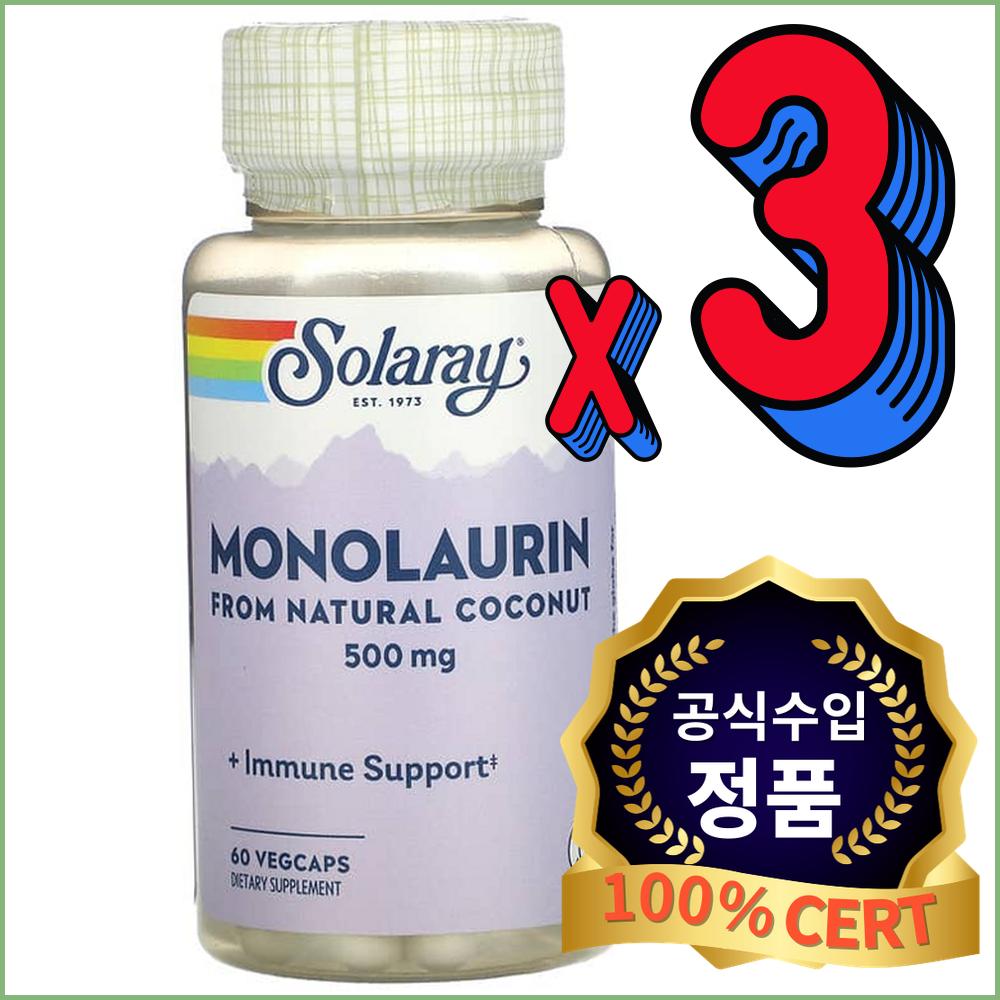 Solaray®
EST. 1973
x 3
MONOLAURIN
FROM NATURAL COCONUT
500 mg
+ Immune Support‡
60 VEGCAPS
DIETARY SUPPLEMENT
공식수입
정품
100% CERT